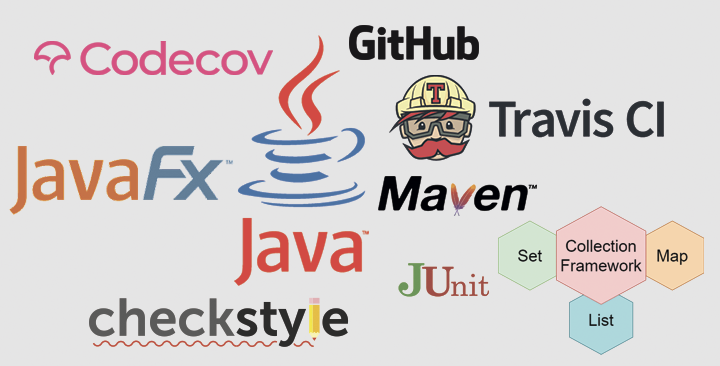 Codecov
GitHub
T
Travis CI
JavaFx™
Maven™
Java™
Set
Collection
Framework
Map
List
JUnit
checkstyle